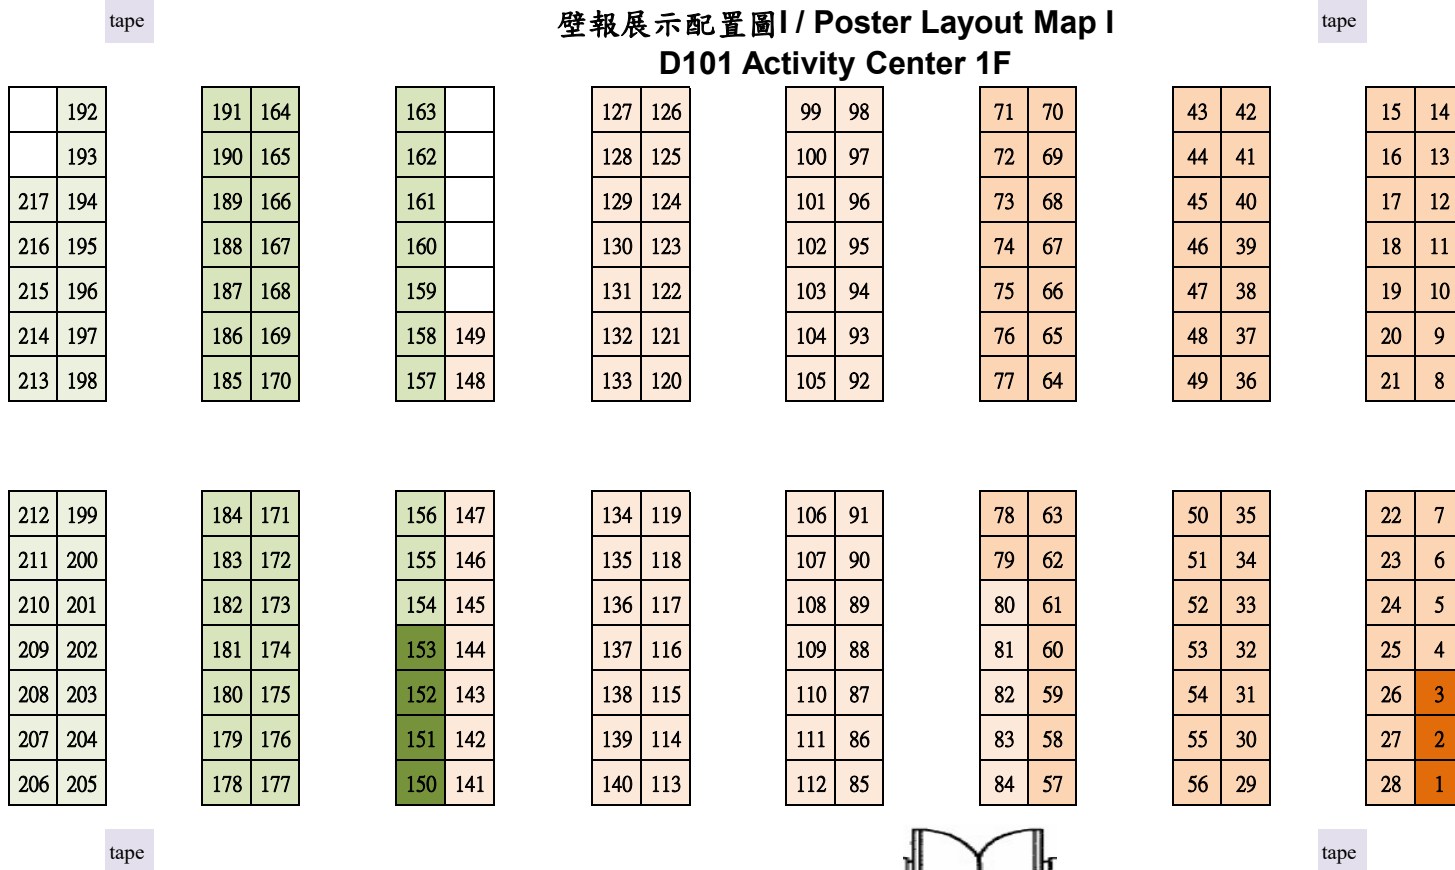 tape 壁報展示配置圖I / Poster Layout Map I tape
D101 Activity Center 1F
192 191 164 163 127 126 99 98 71 70 43 42 15 14
193 190 165 162 128 125 100 97 72 69 44 41 16 13
217 194 189 166 161 129 124 101 96 73 68 45 40 17 12
216 195 188 167 160 130 123 102 95 74 67 46 39 18 11
215 196 187 168 159 131 122 103 94 75 66 47 38 19 10
214 197 186 169 158 149 132 121 104 93 76 65 48 37 20 9
213 198 185 170 157 148 133 120 105 92 77 64 49 36 21 8
212 199 184 171 156 147 134 119 106 91 78 63 50 35 22 7
211 200 183 172 155 146 135 118 107 90 79 62 51 34 23 6
210 201 182 173 154 145 136 117 108 89 80 61 52 33 24 5
209 202 181 174 153 144 137 116 109 88 81 60 53 32 25 4
208 203 180 175 152 143 138 115 110 87 82 59 54 31 26 3
207 204 179 176 151 142 139 114 111 86 83 58 55 30 27 2
206 205 178 177 150 141 140 113 112 85 84 57 56 29 28 1
tape tape